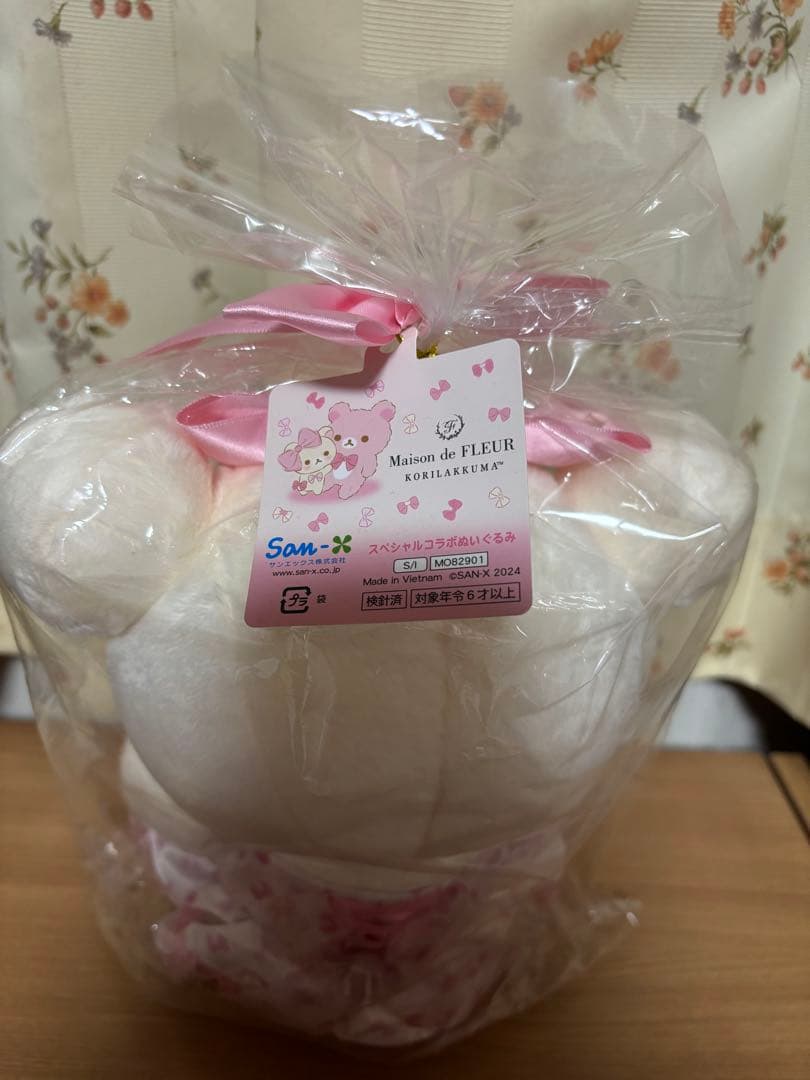 Maison de FLEUR
KORILAKKUMA™
San-X
サンエックス株式会社
www.san-x.co.jp
スペシャルコラボぬいぐるみ
S/I MO82901
Made in Vietnam ©SAN-X 2024
プラ 袋
検針済 対象年令6才以上